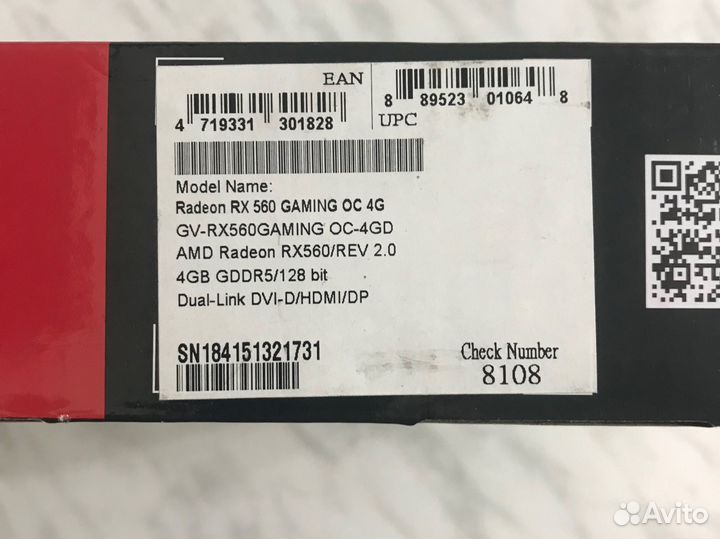 EAN
4 719331 301828
8 89523 01064 8
UPC
Model Name:
Radeon RX 560 GAMING OC 4G
GV-RX560GAMING OC-4GD
AMD Radeon RX560/REV 2.0
4GB GDDR5/128 bit
Dual-Link DVI-D/HDMI/DP
SN184151321731
Check Number
8108
Avito